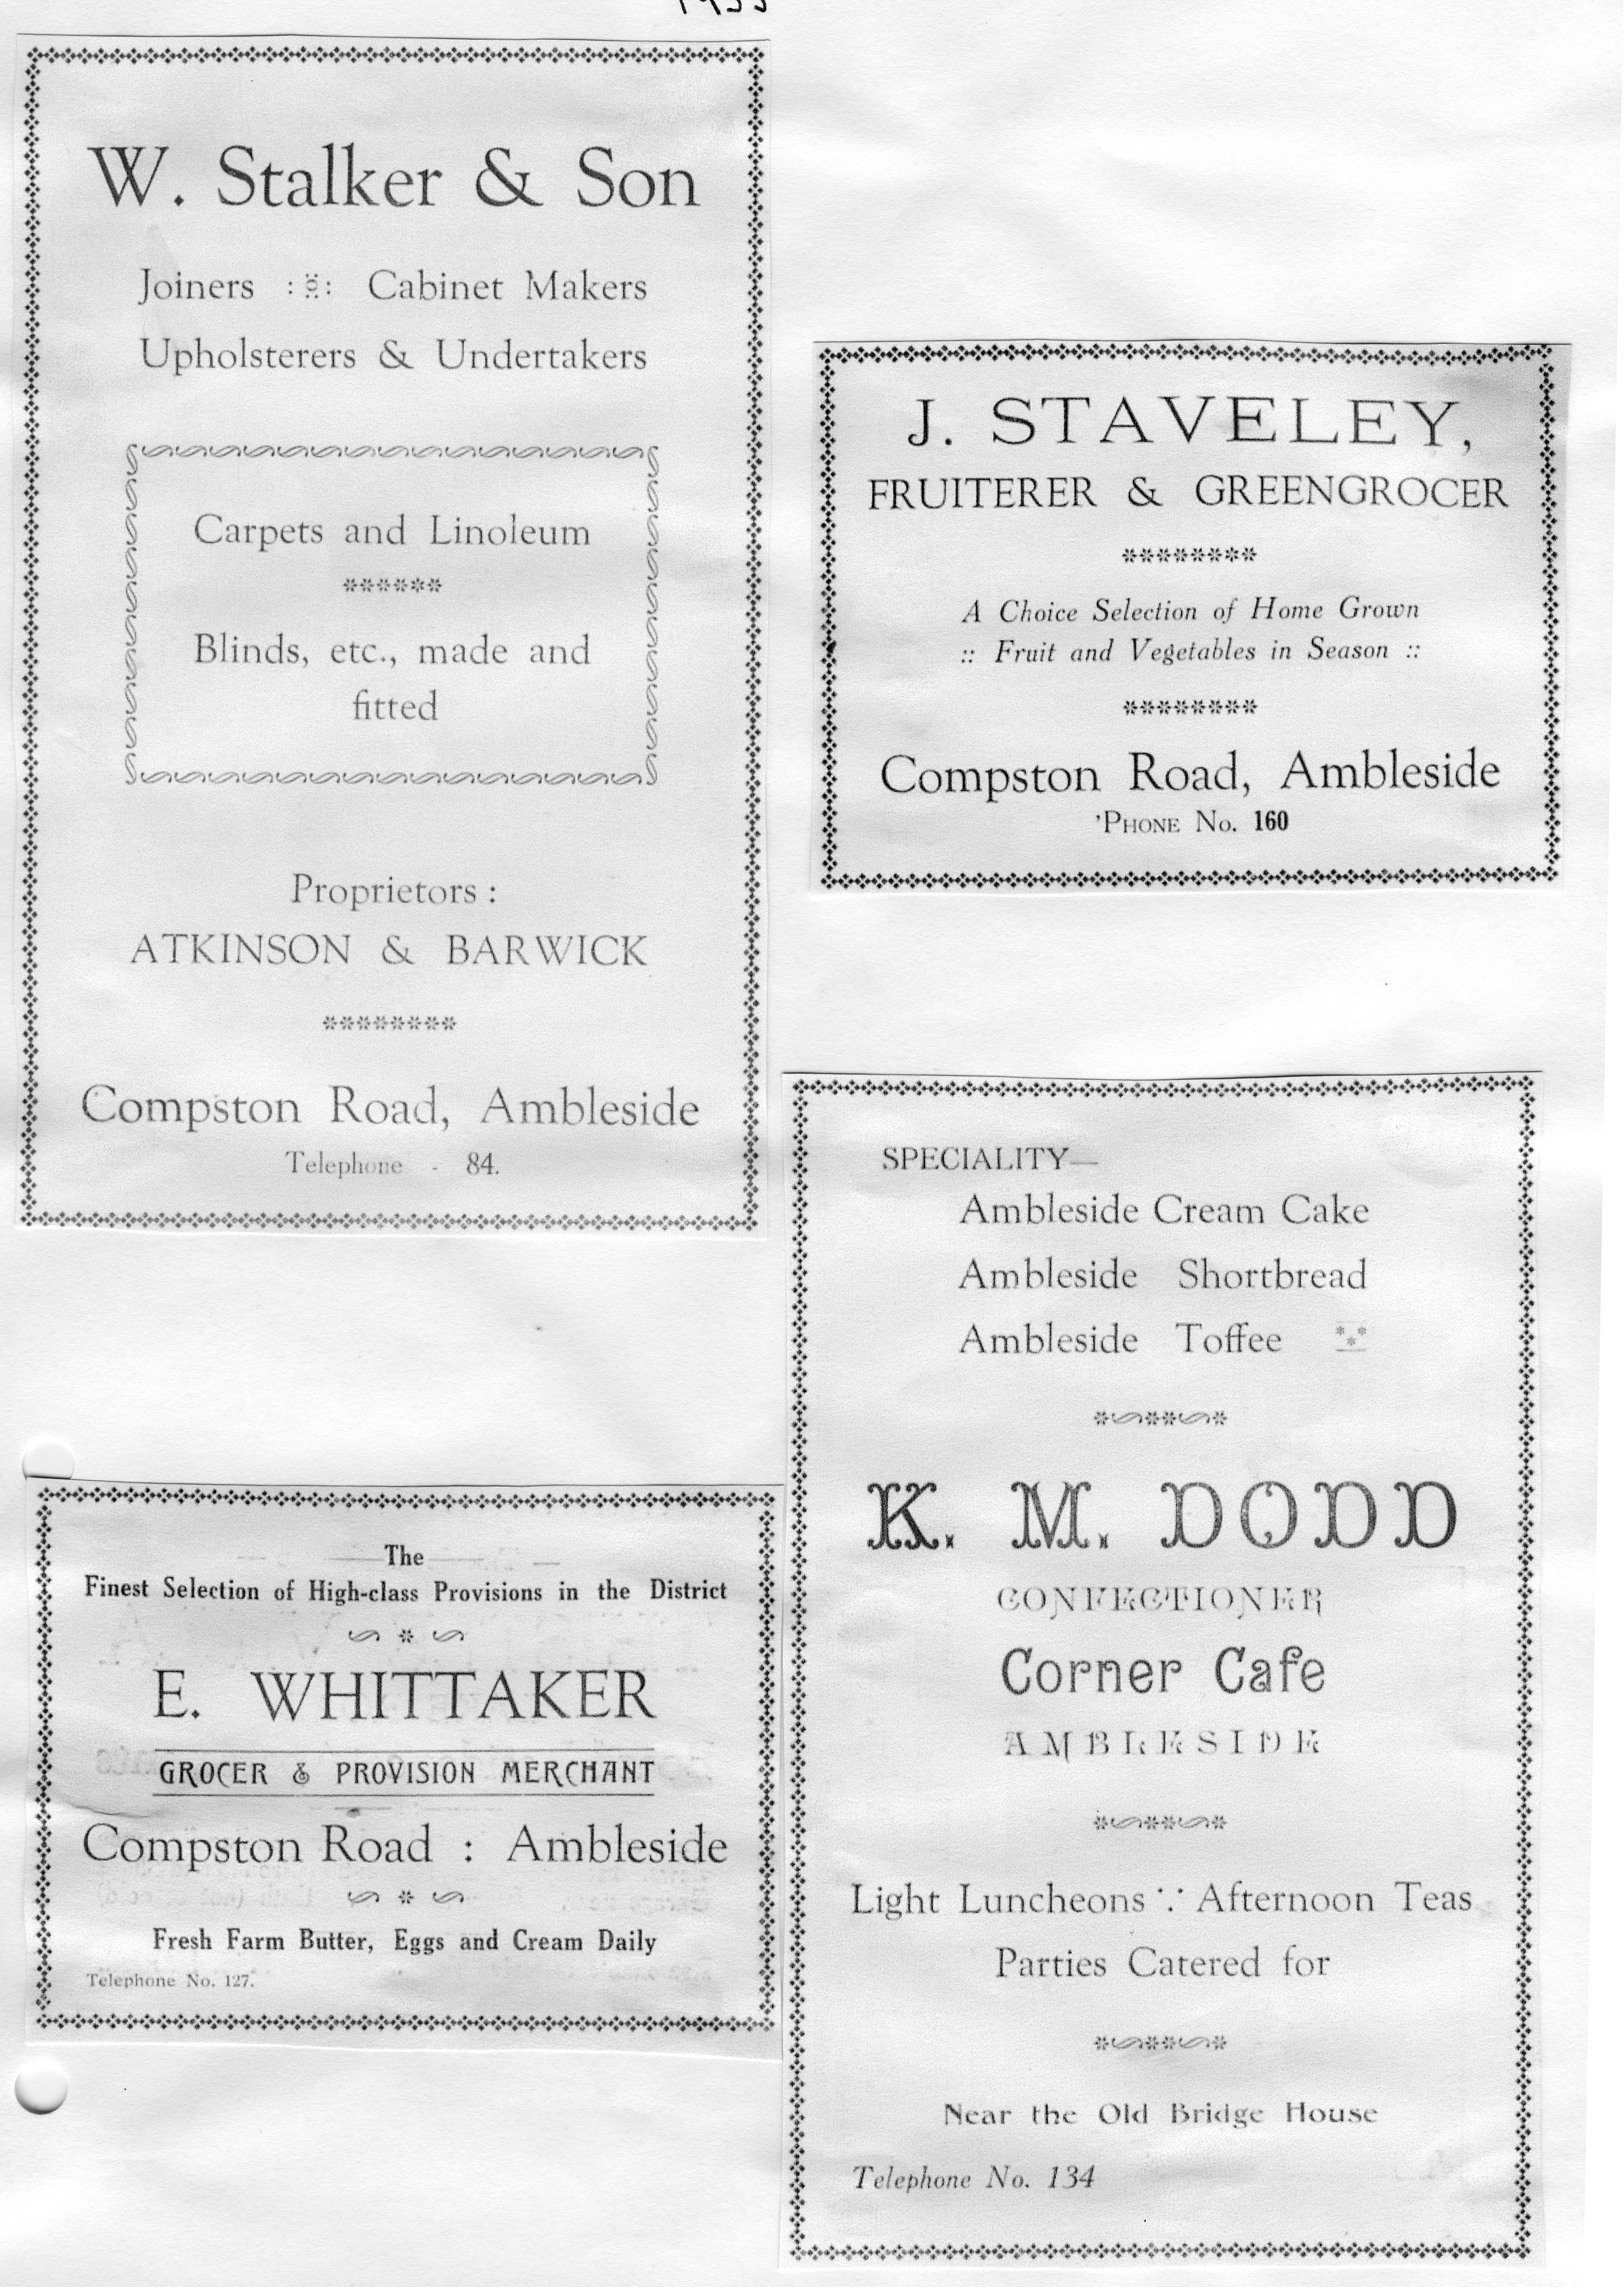 W. Stalker & Son
Joiners :: Cabinet Makers
Upholsterers & Undertakers
Carpets and Linoleum
******
Blinds, etc., made and
fitted
Proprietors :
ATKINSON & BARWICK
********
Compston Road, Ambleside
Telephone - 84.
J. STAVELEY,
FRUITERER & GREENGROCER
********
A Choice Selection of Home Grown
:: Fruit and Vegetables in Season ::
********
Compston Road, Ambleside
'PHONE No. 160
The
Finest Selection of High-class Provisions in the District
E. WHITTAKER
GROCER & PROVISION MERCHANT
Compston Road : Ambleside
Fresh Farm Butter, Eggs and Cream Daily
Telephone No. 127.
SPECIALITY—
Ambleside Cream Cake
Ambleside Shortbread
Ambleside Toffee
K. M. DODD
CONFECTIONER
Corner Cafe
AMBLESIDE
Light Luncheons ∵ Afternoon Teas
Parties Catered for
Near the Old Bridge House
Telephone No. 134